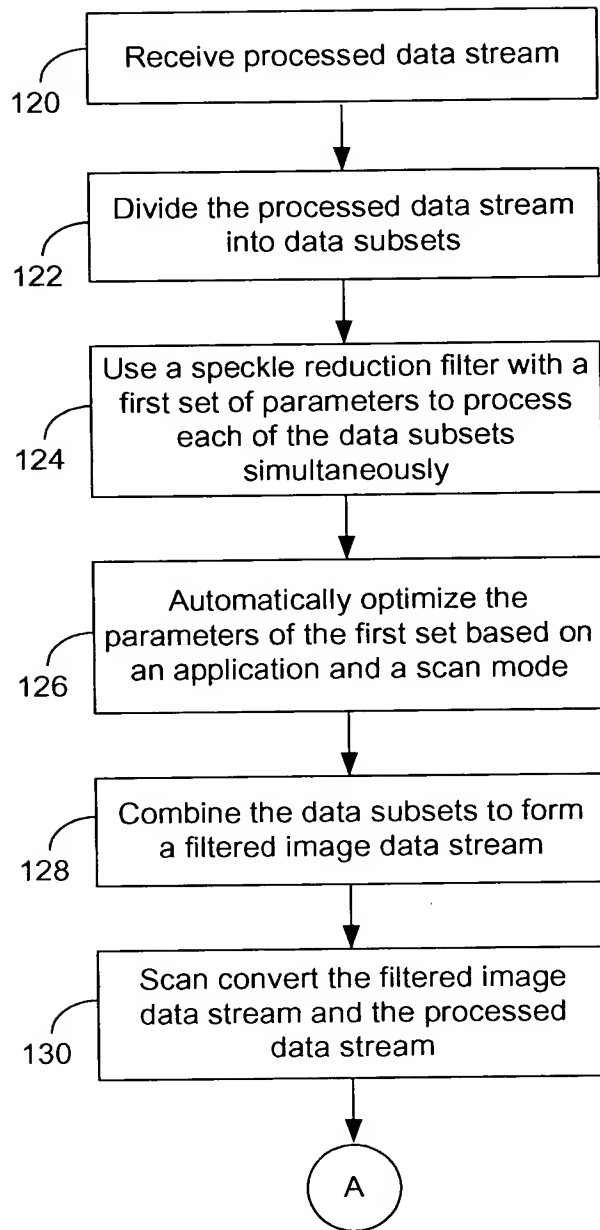 Receive processed data stream
120
Divide the processed data stream
into data subsets
122
Use a speckle reduction filter with a
first set of parameters to process
each of the data subsets
simultaneously
124
Automatically optimize the
parameters of the first set based on
an application and a scan mode
126
Combine the data subsets to form
a filtered image data stream
128
Scan convert the filtered image
data stream and the processed
data stream
130
A